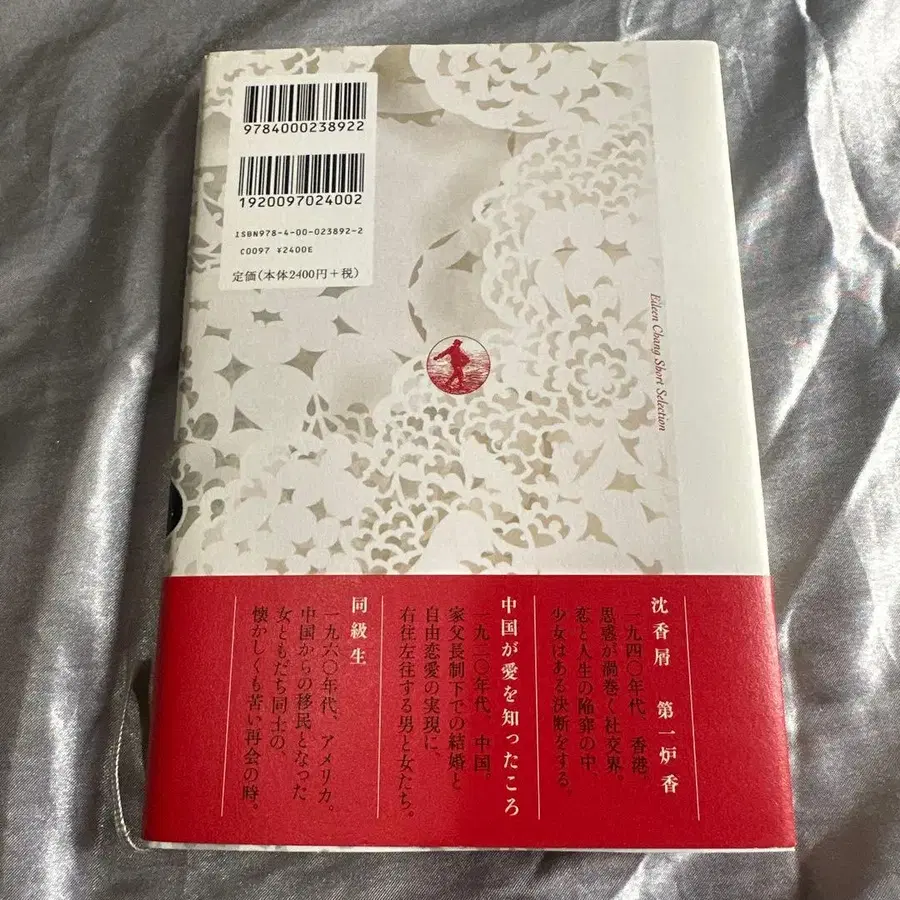 9784000238922
1920097024002
ISBN978-4-00-023892-2
C0097 ¥2400E
定価(本体2400円+税)
Eileen Chang Short Selection
沈香屑 第一炉香
一九四〇年代 香港
思惑が渦巻く社交界。
恋と人生の陥穽の中、
少女はある決断をする。
中国が愛を知ったころ
一九二〇年代、中国。
家父長制下での結婚と
自由恋愛の実現に、
右往左往する男と女たち。
同級生
一九六〇年代、アメリカ。
中国からの移民となった
女ともだち同士の、
懐かしくも苦い再会の時。